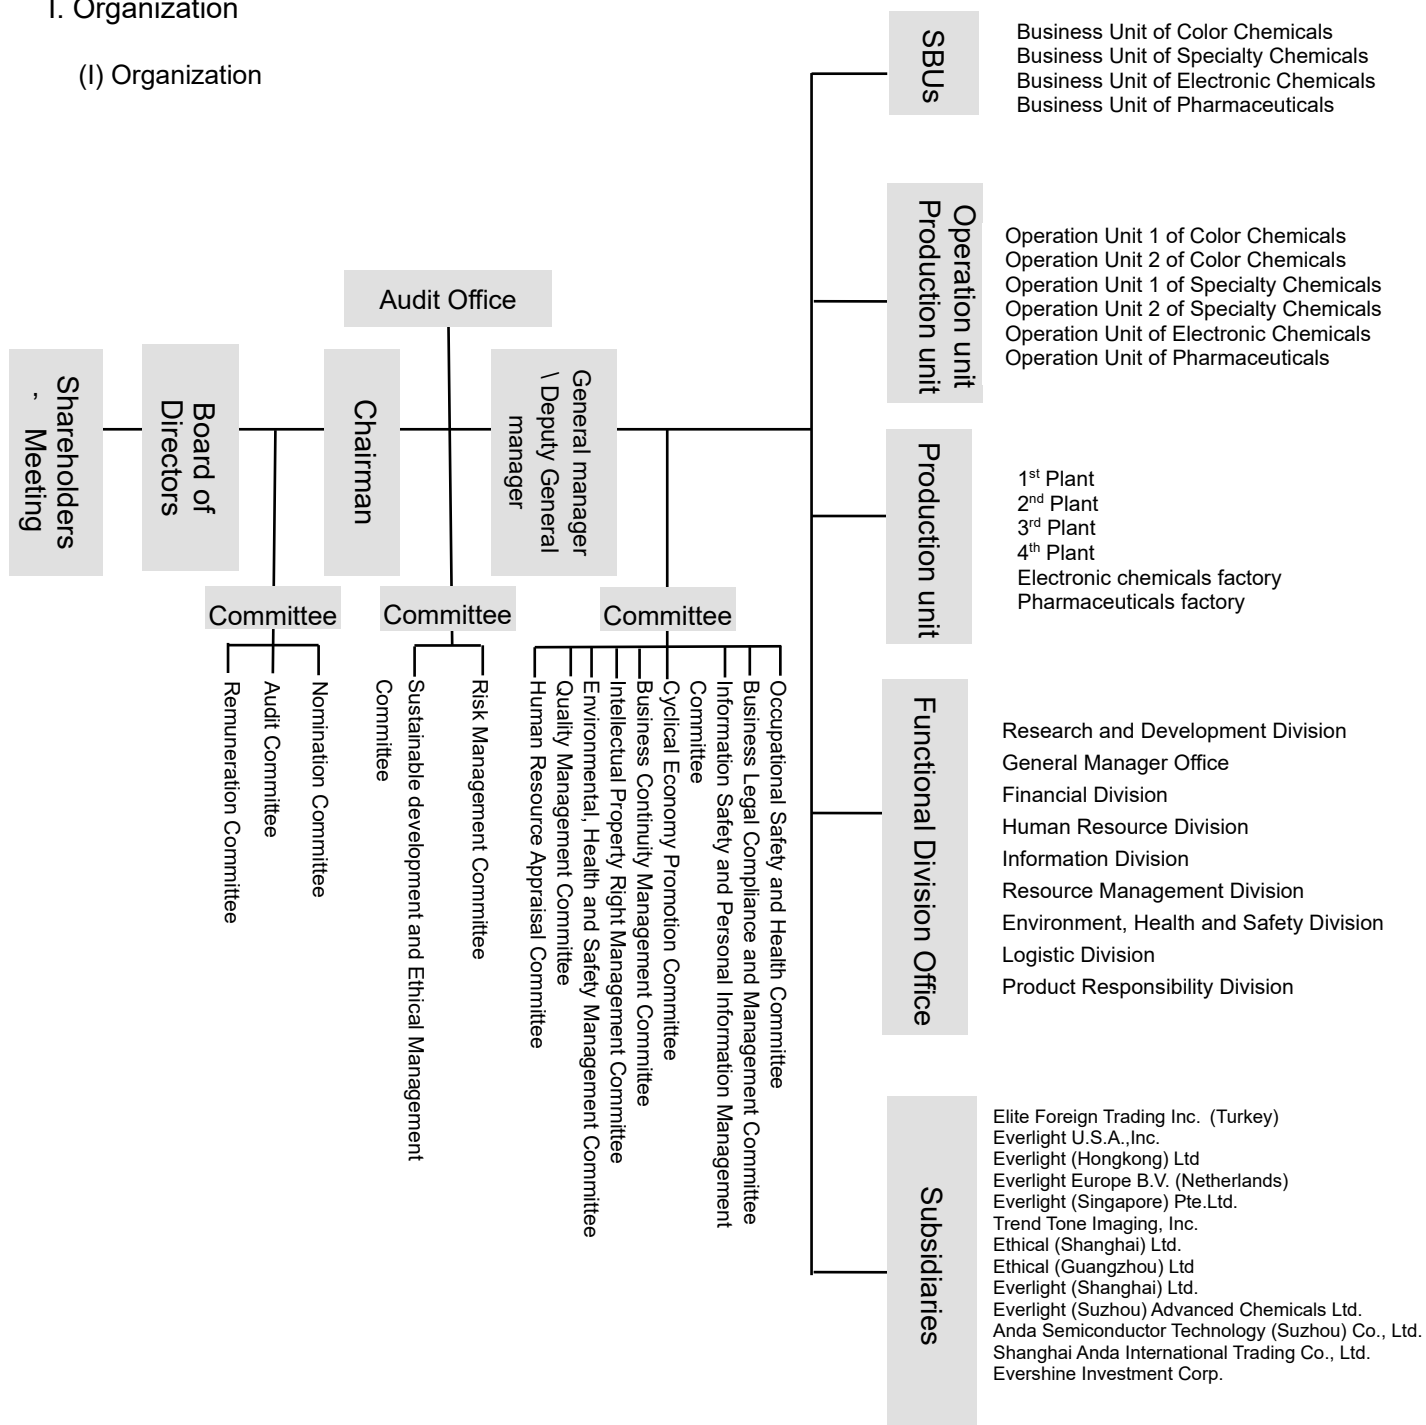 I. Organization
(I) Organization
Shareholders
, Meeting
Board of
Directors
Audit Office
Chairman
General manager
\ Deputy General
manager
Committee
Remuneration Committee
Audit Committee
Nomination Committee
Committee
Sustainable development and Ethical Management
Committee
Risk Management Committee
Committee
Human Resource Appraisal Committee
Quality Management Committee
Environmental, Health and Safety Management Committee
Intellectual Property Right Management Committee
Business Continuity Management Committee
Cyclical Economy Promotion Committee
Information Safety and Personal Information Management
Committee
Business Legal Compliance and Management Committee
Occupational Safety and Health Committee
SBUs
Business Unit of Color Chemicals
Business Unit of Specialty Chemicals
Business Unit of Electronic Chemicals
Business Unit of Pharmaceuticals
Operation unit
Production unit
Operation Unit 1 of Color Chemicals
Operation Unit 2 of Color Chemicals
Operation Unit 1 of Specialty Chemicals
Operation Unit 2 of Specialty Chemicals
Operation Unit of Electronic Chemicals
Operation Unit of Pharmaceuticals
Production unit
1st Plant
2nd Plant
3rd Plant
4th Plant
Electronic chemicals factory
Pharmaceuticals factory
Functional Division Office
Research and Development Division
General Manager Office
Financial Division
Human Resource Division
Information Division
Resource Management Division
Environment, Health and Safety Division
Logistic Division
Product Responsibility Division
Subsidiaries
Elite Foreign Trading Inc. (Turkey)
Everlight U.S.A.,Inc.
Everlight (Hongkong) Ltd
Everlight Europe B.V. (Netherlands)
Everlight (Singapore) Pte.Ltd.
Trend Tone Imaging, Inc.
Ethical (Shanghai) Ltd.
Ethical (Guangzhou) Ltd
Everlight (Shanghai) Ltd.
Everlight (Suzhou) Advanced Chemicals Ltd.
Anda Semiconductor Technology (Suzhou) Co., Ltd.
Shanghai Anda International Trading Co., Ltd.
Evershine Investment Corp.